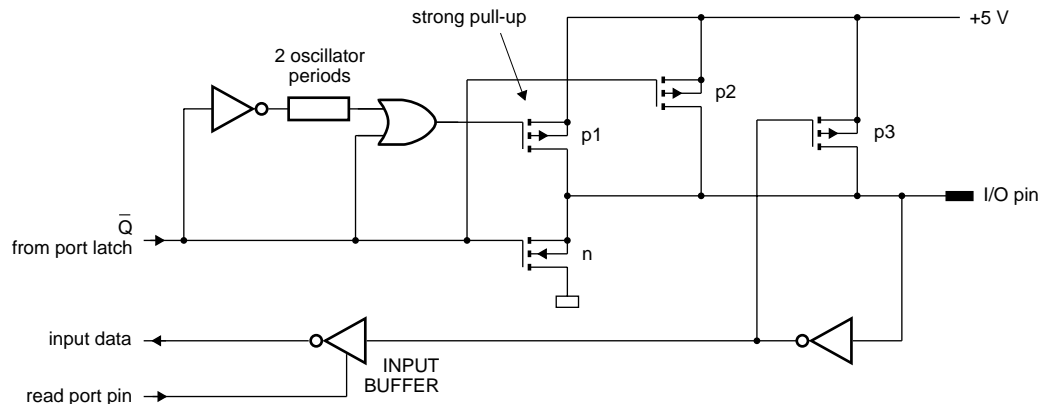 strong pull-up
+5 V
2 oscillator
periods
p2
p1
p3
I/O pin
Q̅
from port latch
n
input data
INPUT
BUFFER
read port pin